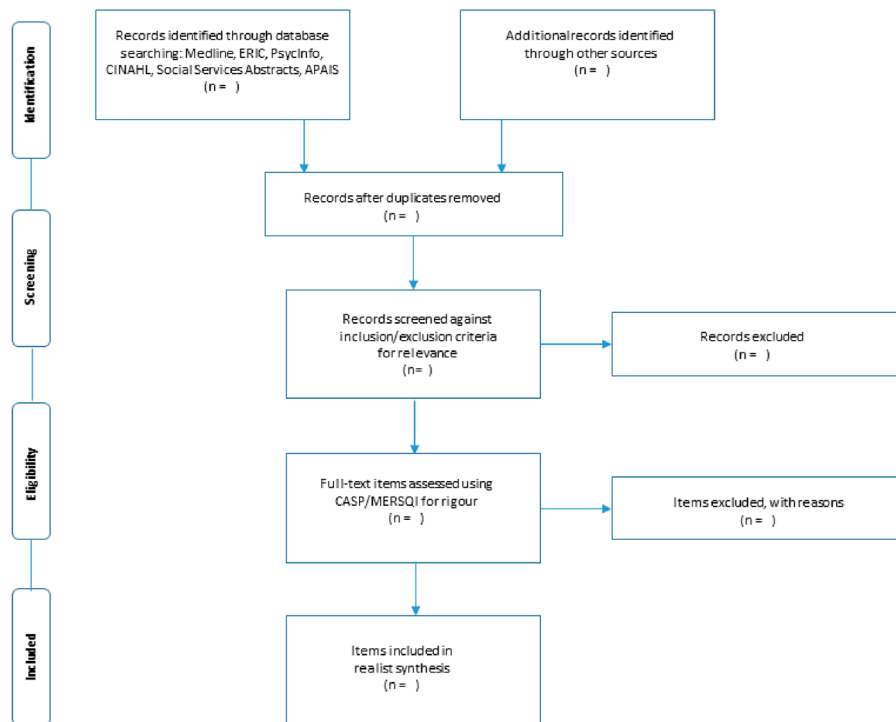 Identification
Records identified through database
searching: Medline, ERIC, PsycInfo,
CINAHL, Social Services Abstracts, APAIS
(n = )
Additional records identified
through other sources
(n = )
Records after duplicates removed
(n = )
Screening
Records screened against
inclusion/exclusion criteria
for relevance
(n= )
Records excluded
(n = )
Eligibility
Full-text items assessed using
CASP/MERSQI for rigour
(n = )
Items excluded, with reasons
(n = )
Included
Items included in
realist synthesis
(n = )